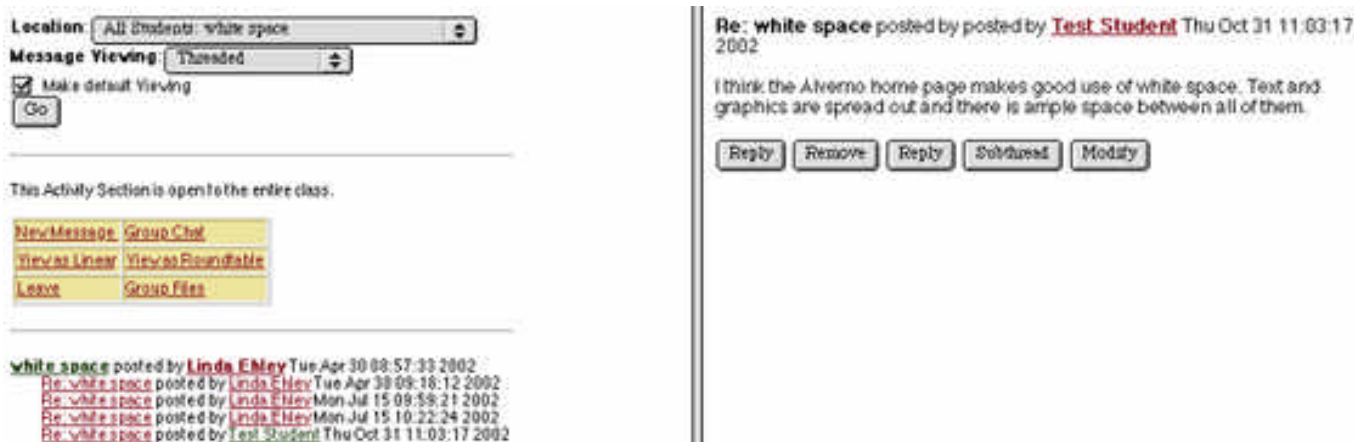 Location: All Students: white space
Message Viewing: Threaded
Make default Viewing
Go
This Activity Section is open to the entire class.
New Message Group Chat
View as Linear View as Roundtable
Leave Group Files
white space posted by Linda Ehley Tue Apr 30 08:57:33 2002
Re: white space posted by Linda Ehley Tue Apr 30 09:18:12 2002
Re: white space posted by Linda Ehley Mon Jul 15 09:59:21 2002
Re: white space posted by Linda Ehley Mon Jul 15 10:22:24 2002
Re: white space posted by Test Student Thu Oct 31 11:03:17 2002
Re: white space posted by posted by Test Student Thu Oct 31 11:03:17
2002
I think the Alverno home page makes good use of white space. Text and
graphics are spread out and there is ample space between all of them.
Reply Remove Reply Subthread Modify